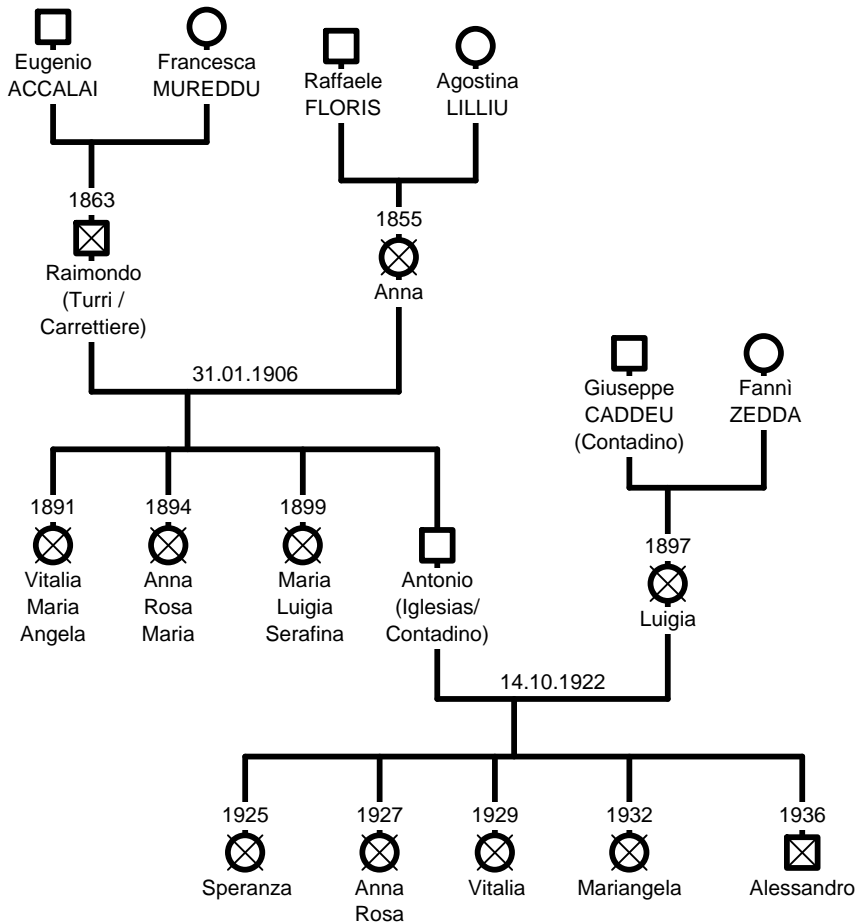 Eugenio
ACCALAI
Francesca
MUREDDU
Raffaele
FLORIS
Agostina
LILLIU
1863
Raimondo
(Turri /
Carrettiere)
1855
Anna
31.01.1906
Giuseppe
CADDEU
(Contadino)
Fannì
ZEDDA
1891
Vitalia
Maria
Angela
1894
Anna
Rosa
Maria
1899
Maria
Luigia
Serafina
Antonio
(Iglesias/
Contadino)
1897
Luigia
14.10.1922
1925
Speranza
1927
Anna
Rosa
1929
Vitalia
1932
Mariangela
1936
Alessandro